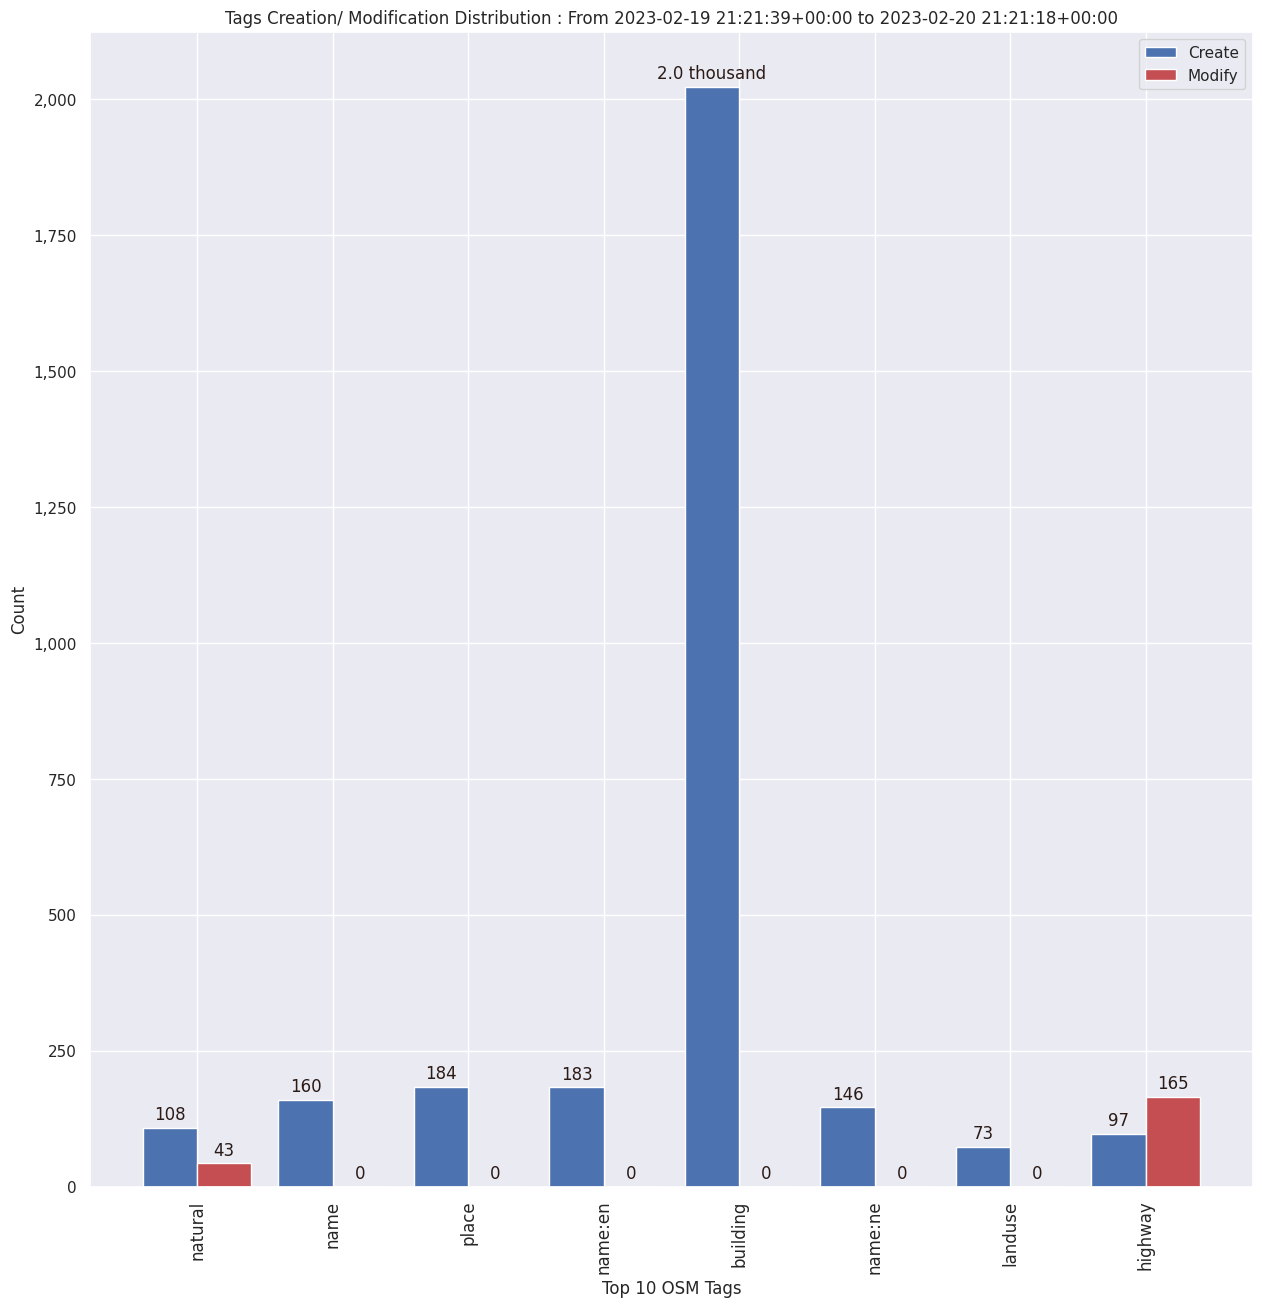 Tags Creation/ Modification Distribution : From 2023-02-19 21:21:39+00:00 to 2023-02-20 21:21:18+00:00
Create
Modify
2.0 thousand
2,000
1,750
1,500
1,250
1,000
750
500
250
0
Count
108
43
160
0
184
0
183
0
0
146
0
73
0
97
165
natural
name
place
name:en
building
name:ne
landuse
highway
Top 10 OSM Tags